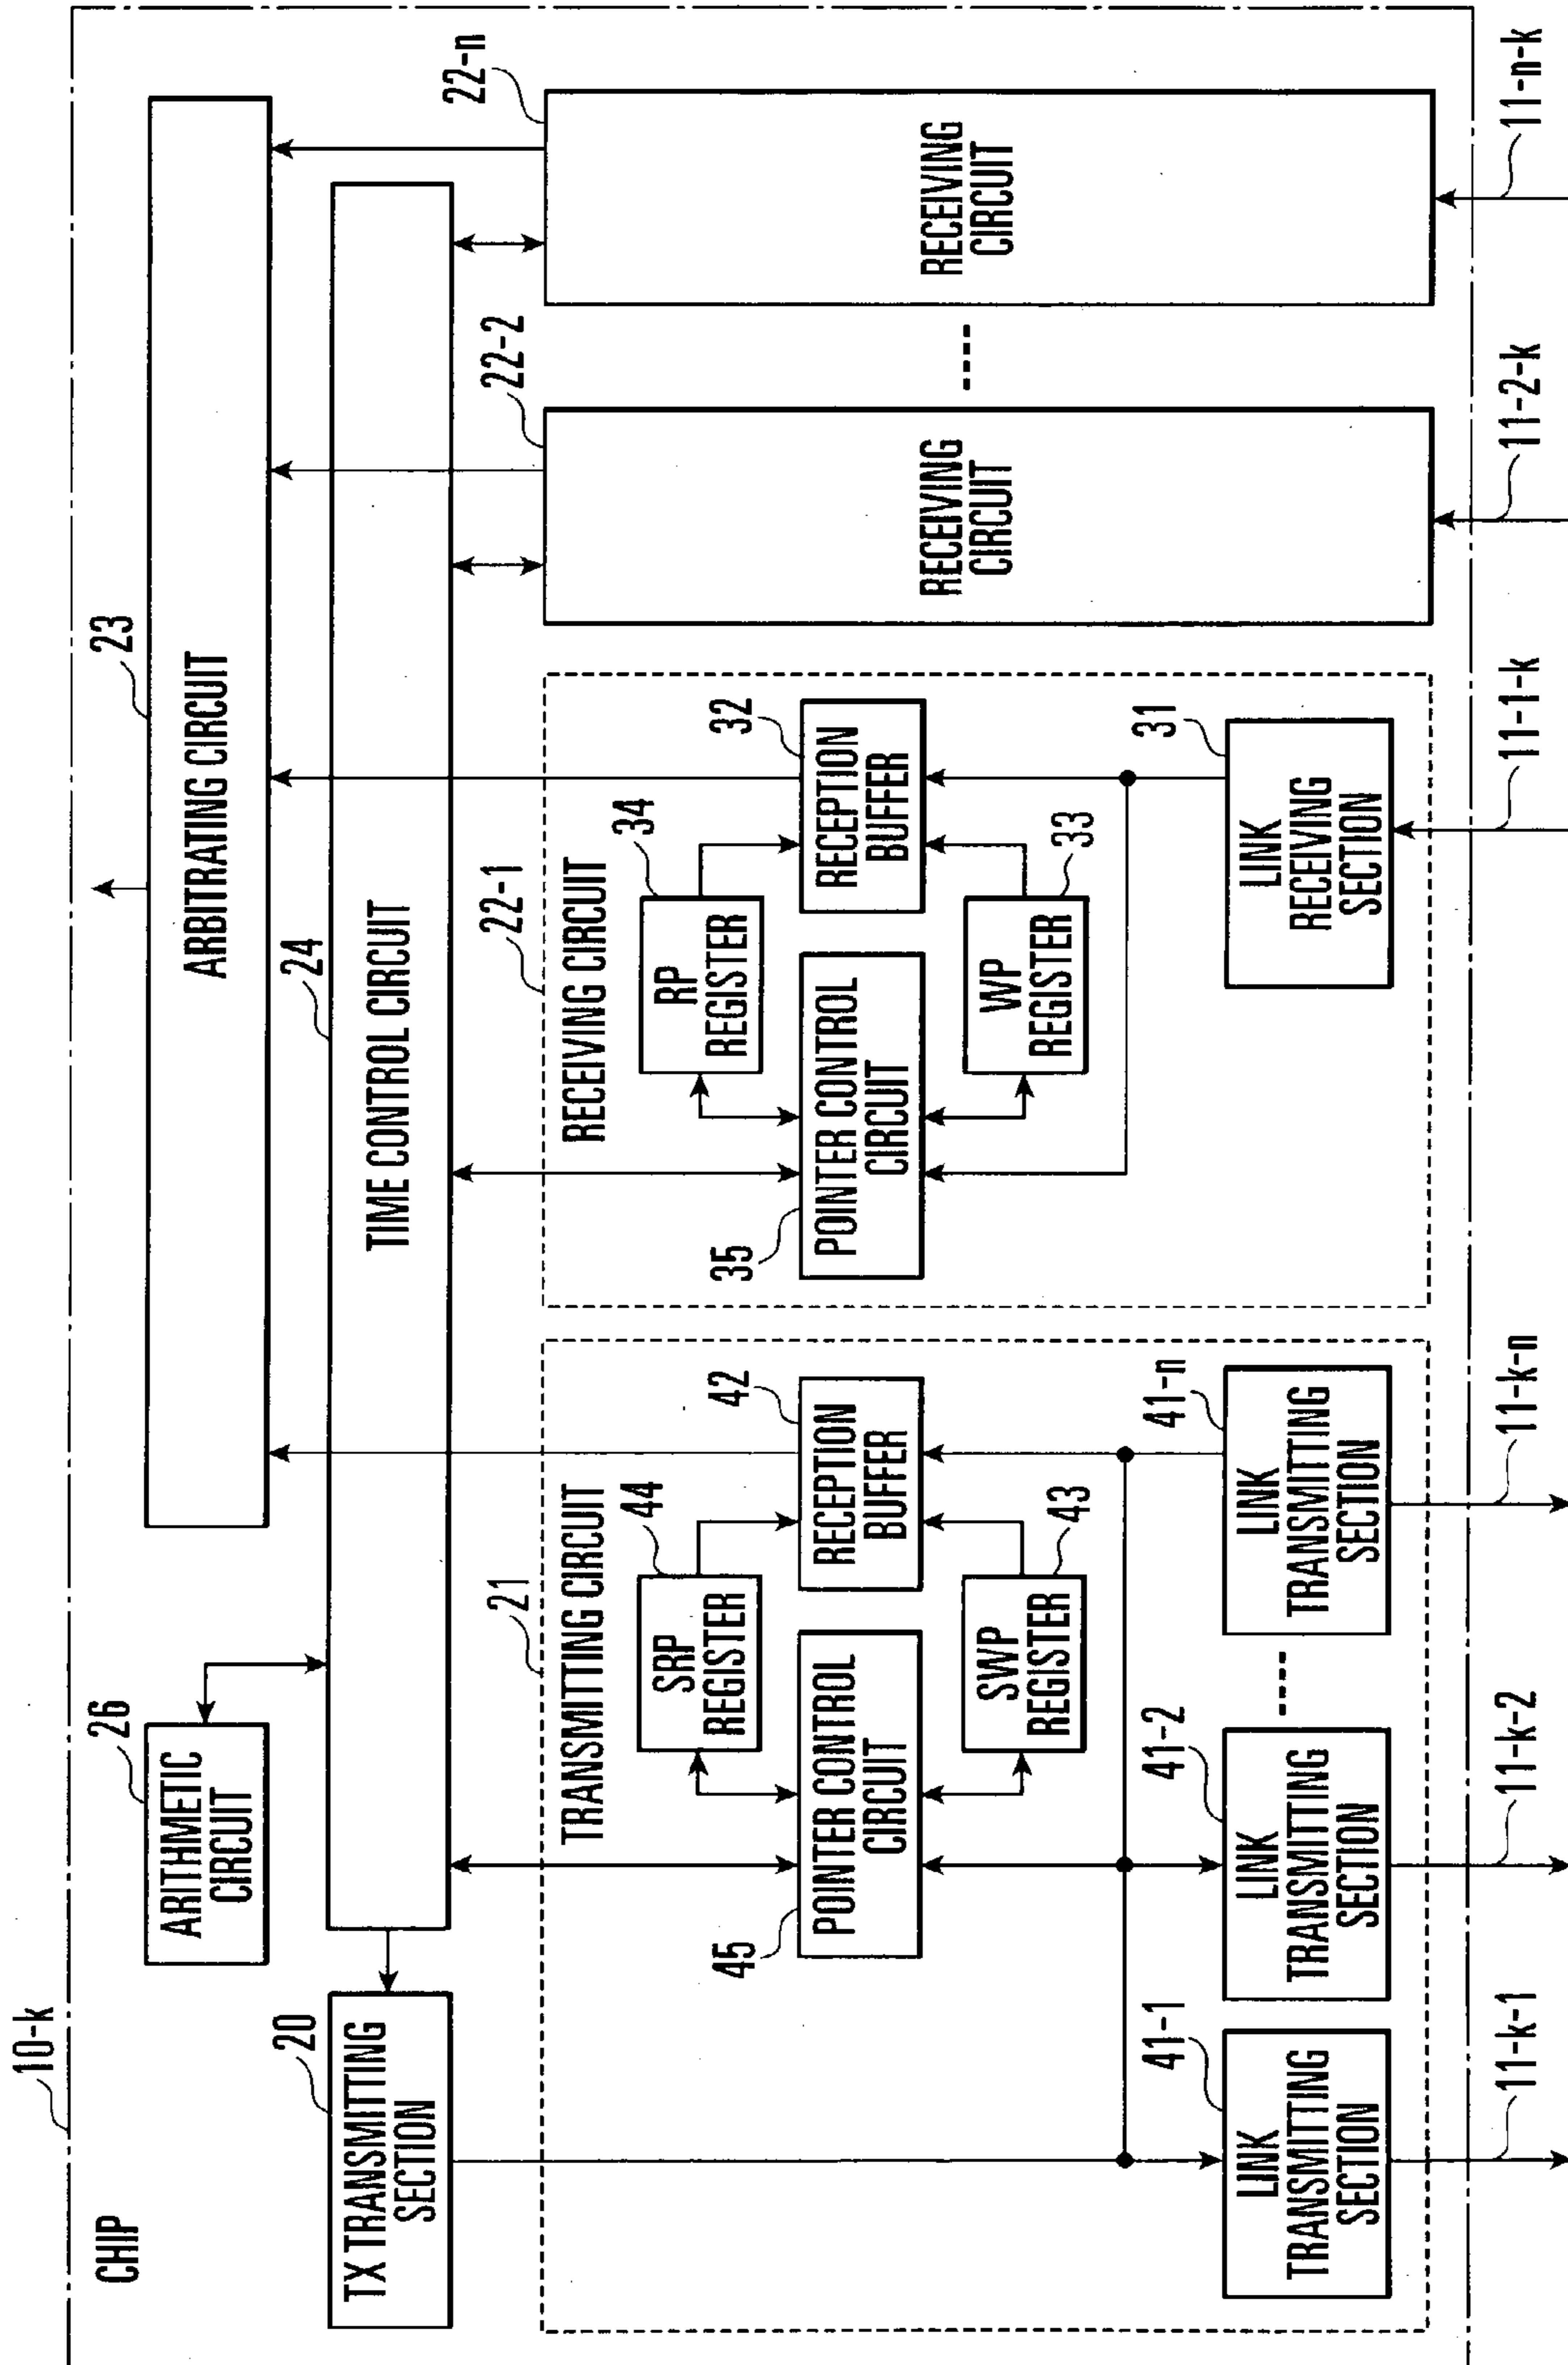 10-k
CHIP
26
ARITHMETIC
CIRCUIT
23
ARBITRATING CIRCUIT
20
TX TRANSMITTING
SECTION
24
TIME CONTROL CIRCUIT
21
TRANSMITTING CIRCUIT
44
SRP
REGISTER
45
POINTER CONTROL
CIRCUIT
42
RECEPTION
BUFFER
SWP
REGISTER
43
41-1
LINK
TRANSMITTING
SECTION
41-2
LINK
TRANSMITTING
SECTION
41-n
LINK
TRANSMITTING
SECTION
11-k-1
11-k-2
11-k-n
22-1
RECEIVING CIRCUIT
34
RP
REGISTER
35
POINTER CONTROL
CIRCUIT
32
RECEPTION
BUFFER
WP
REGISTER
33
31
LINK
RECEIVING
SECTION
11-1-k
22-2
RECEIVING
CIRCUIT
11-2-k
22-n
RECEIVING
CIRCUIT
11-n-k